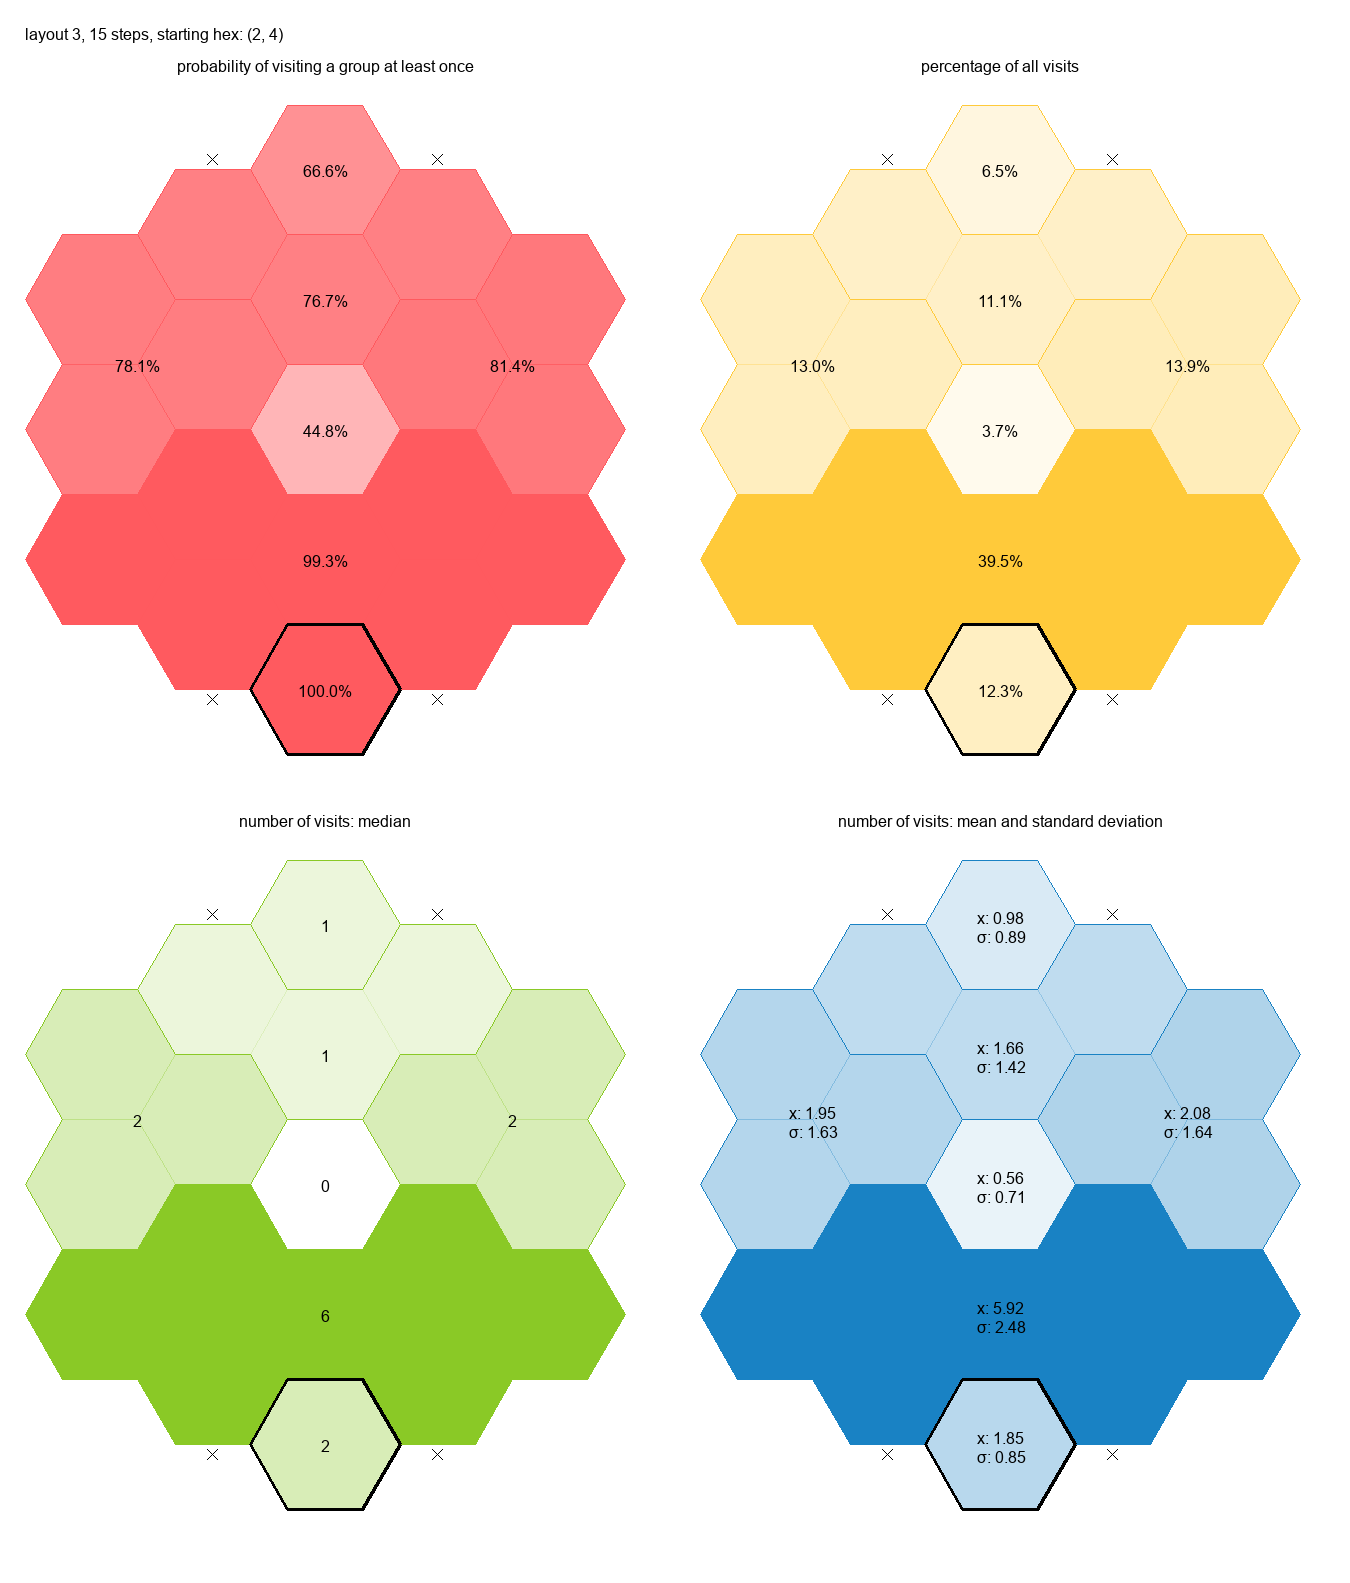 layout 3, 15 steps, starting hex: (2, 4)
probability of visiting a group at least once
66.6%
76.7%
78.1%
81.4%
44.8%
99.3%
100.0%
percentage of all visits
6.5%
11.1%
13.0%
13.9%
3.7%
39.5%
12.3%
number of visits: median
1
1
2
2
0
6
2
number of visits: mean and standard deviation
x: 0.98
σ: 0.89
x: 1.66
σ: 1.42
x: 1.95
σ: 1.63
x: 2.08
σ: 1.64
x: 0.56
σ: 0.71
x: 5.92
σ: 2.48
x: 1.85
σ: 0.85